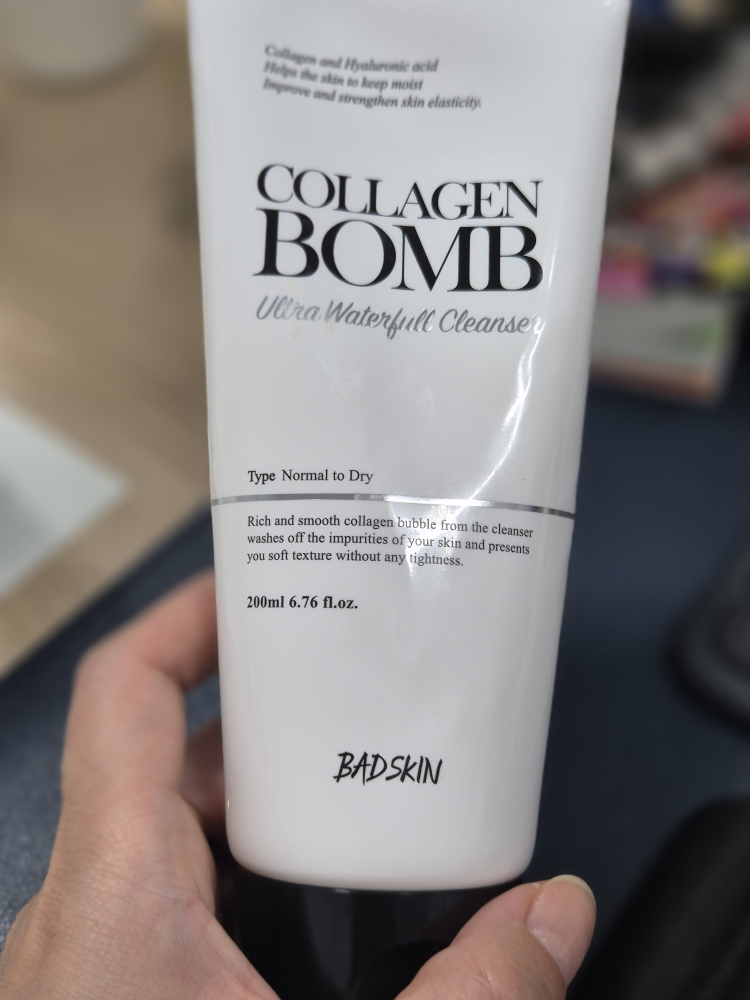 Collagen and Hyaluronic acid
Helps the skin to keep moist
Improve and strengthen skin elasticity.
COLLAGEN
BOMB
Ultra Waterfull Cleanser
Type Normal to Dry
Rich and smooth collagen bubble from the cleanser
washes off the impurities of your skin and presents
you soft texture without any tightness.
200ml 6.76 fl.oz.
BADSKIN